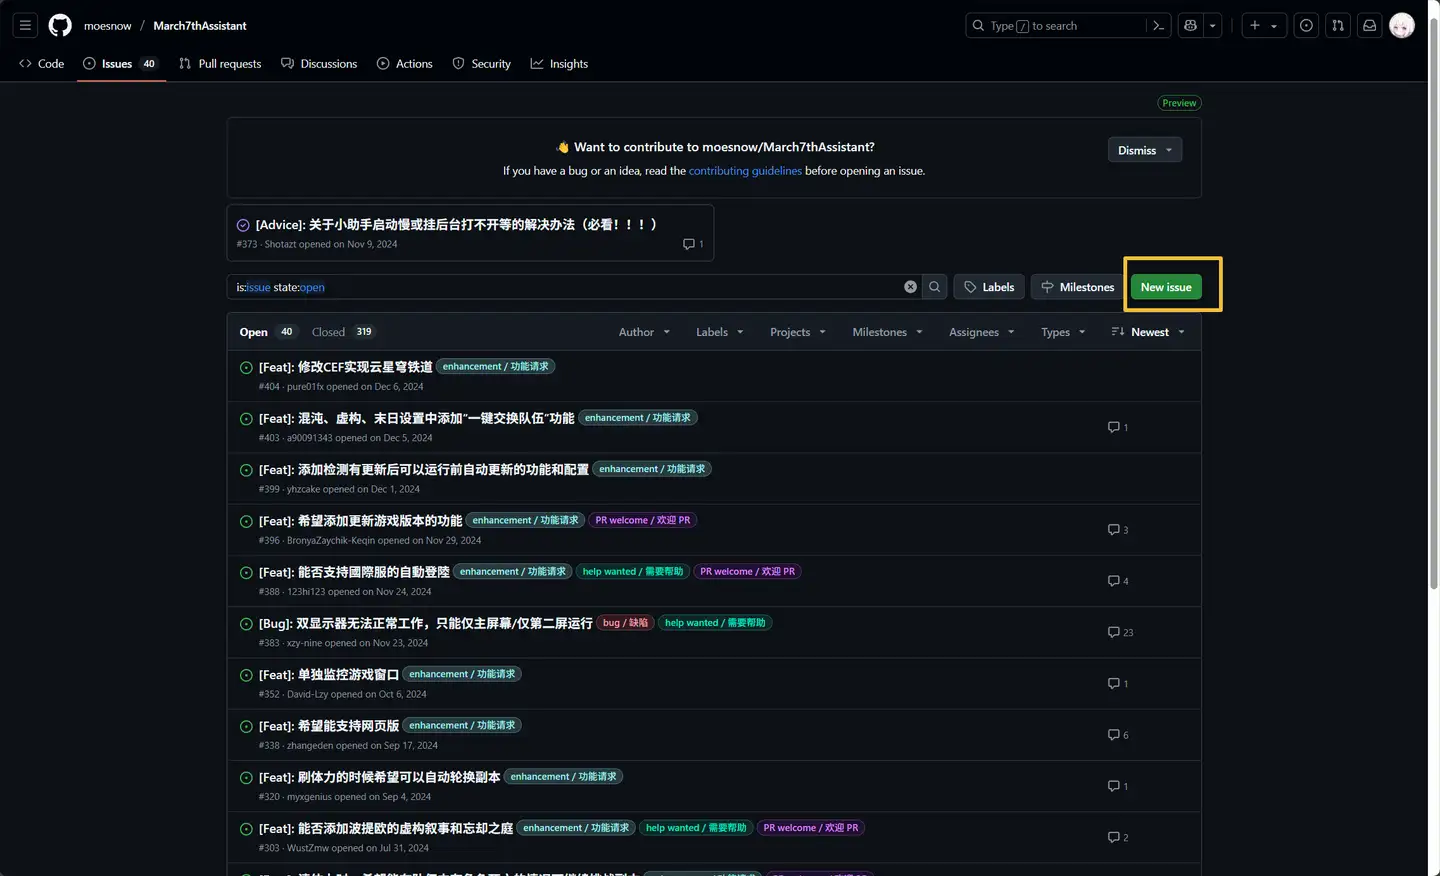 moesnow / March7thAssistant
Type / to search
Code
Issues 40
Pull requests
Discussions
Actions
Security
Insights
Preview
👋 Want to contribute to moesnow/March7thAssistant?
If you have a bug or an idea, read the contributing guidelines before opening an issue.
Dismiss
[Advice]: 关于小助手启动慢或挂后台打不开等的解决办法（必看！！！）
#373 · Shotazt opened on Nov 9, 2024
1
is:issue state:open
Labels
Milestones
New issue
Open 40
Closed 319
Author
Labels
Projects
Milestones
Assignees
Types
Newest
[Feat]: 修改CEF实现云星穹铁道 enhancement / 功能请求
#404 · pure01fx opened on Dec 6, 2024
[Feat]: 混沌、虚构、末日设置中添加“一键交换队伍”功能 enhancement / 功能请求
#403 · a90091343 opened on Dec 5, 2024
1
[Feat]: 添加检测有更新后可以运行前自动更新的功能和配置 enhancement / 功能请求
#399 · yhzcake opened on Dec 1, 2024
[Feat]: 希望添加更新游戏版本的功能 enhancement / 功能请求 PR welcome / 欢迎 PR
#396 · BronyaZaychik-Keqin opened on Nov 29, 2024
3
[Feat]: 能否支持國際服的自動登陸 enhancement / 功能请求 help wanted / 需要帮助 PR welcome / 欢迎 PR
#388 · 123hi123 opened on Nov 24, 2024
4
[Bug]: 双显示器无法正常工作，只能仅主屏幕/仅第二屏运行 bug / 缺陷 help wanted / 需要帮助
#383 · xzy-nine opened on Nov 23, 2024
23
[Feat]: 单独监控游戏窗口 enhancement / 功能请求
#352 · David-Lzy opened on Oct 6, 2024
1
[Feat]: 希望能支持网页版 enhancement / 功能请求
#338 · zhangeden opened on Sep 17, 2024
6
[Feat]: 刷体力的时候希望可以自动轮换副本 enhancement / 功能请求
#320 · myxgenius opened on Sep 4, 2024
1
[Feat]: 能否添加波提欧的虚构叙事和忘却之庭 enhancement / 功能请求 help wanted / 需要帮助 PR welcome / 欢迎 PR
#303 · WustZmw opened on Jul 31, 2024
2